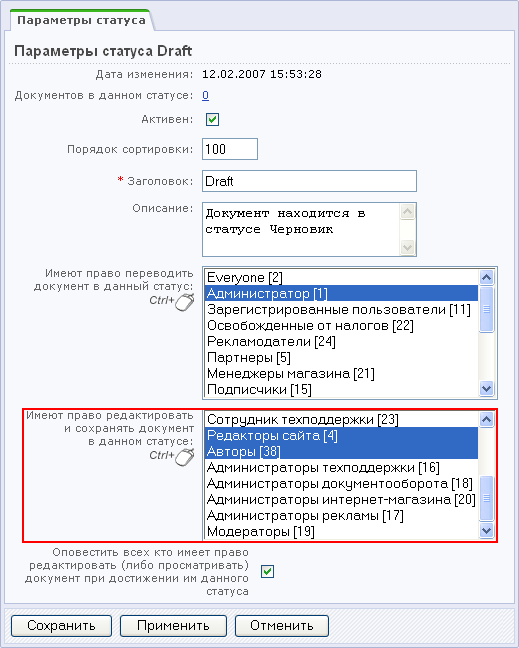 Параметры статуса
Параметры статуса Draft
Дата изменения: 12.02.2007 15:53:28
Документов в данном статусе: 0
Активен:
Порядок сортировки: 100
* Заголовок: Draft
Описание: Документ находится в
статусе Черновик
Имеют право переводить
документ в данный статус:
Ctrl+
Everyone [2]
Администратор [1]
Зарегистрированные пользователи [11]
Освобожденные от налогов [22]
Рекламодатели [24]
Партнеры [5]
Менеджеры магазина [21]
Подписчики [15]
Имеют право редактировать
и сохранять документ
в данном статусе:
Ctrl+
Сотрудник техподдержки [23]
Редакторы сайта [4]
Авторы [38]
Администраторы техподдержки [16]
Администраторы документооборота [18]
Администраторы интернет-магазина [20]
Администраторы рекламы [17]
Модераторы [19]
Оповестить всех кто имеет право
редактировать (либо просматривать)
документ при достижении им данного
статуса
Сохранить Применить Отменить